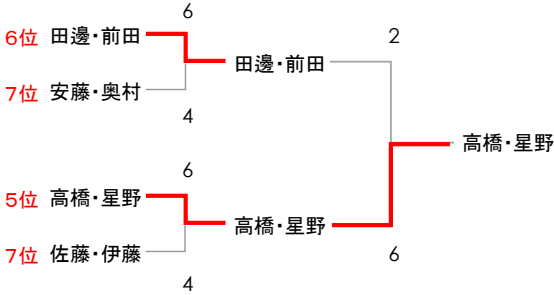 6
6位 田邊・前田
田邊・前田
2
7位 安藤・奥村
4
高橋・星野
6
5位 高橋・星野
高橋・星野
7位 佐藤・伊藤
6
4